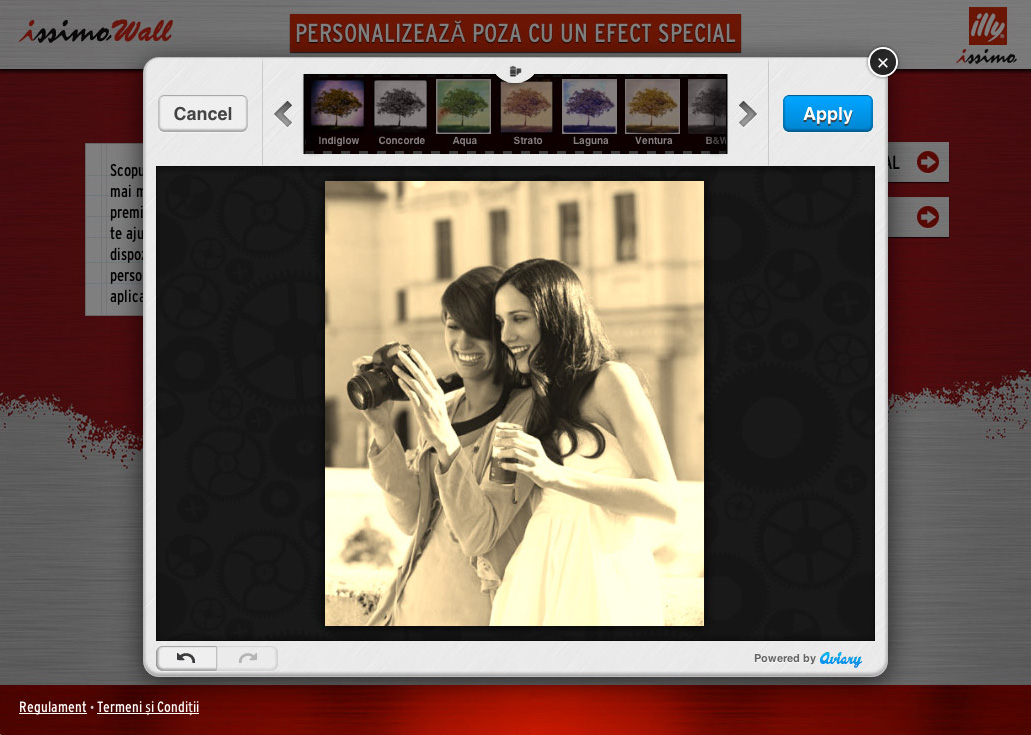 issimoWall
PERSONALIZEAZĂ POZA CU UN EFECT SPECIAL
illy
issimo
Cancel
Indiglow
Concorde
Aqua
Strato
Laguna
Ventura
B&W
Apply
Scopu
mai m
premi
te aju
dispoz
perso
aplica
AL
Powered by Aviary
Regulament • Termeni și Condiții